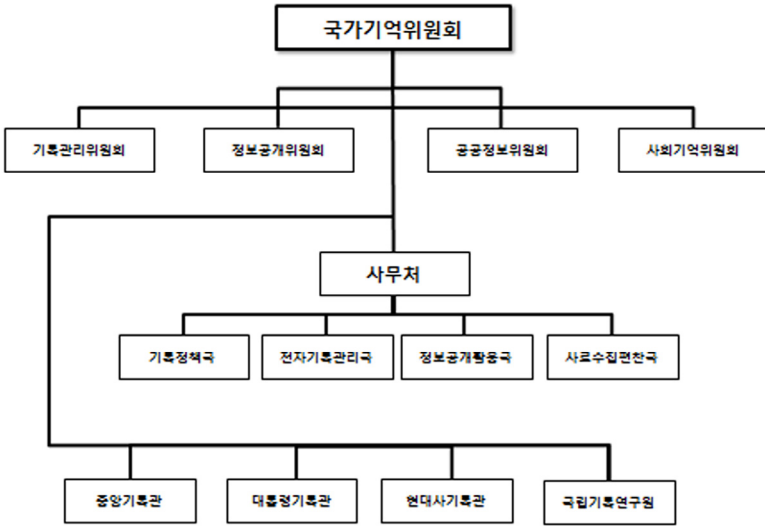 국가기억위원회
기록관리위원회
정보공개위원회
공공정보위원회
사회기억위원회
사무처
기록정책국
전자기록관리국
정보공개활용국
사료수집편찬국
중앙기록관
대통령기록관
현대사기록관
국립기록연구원